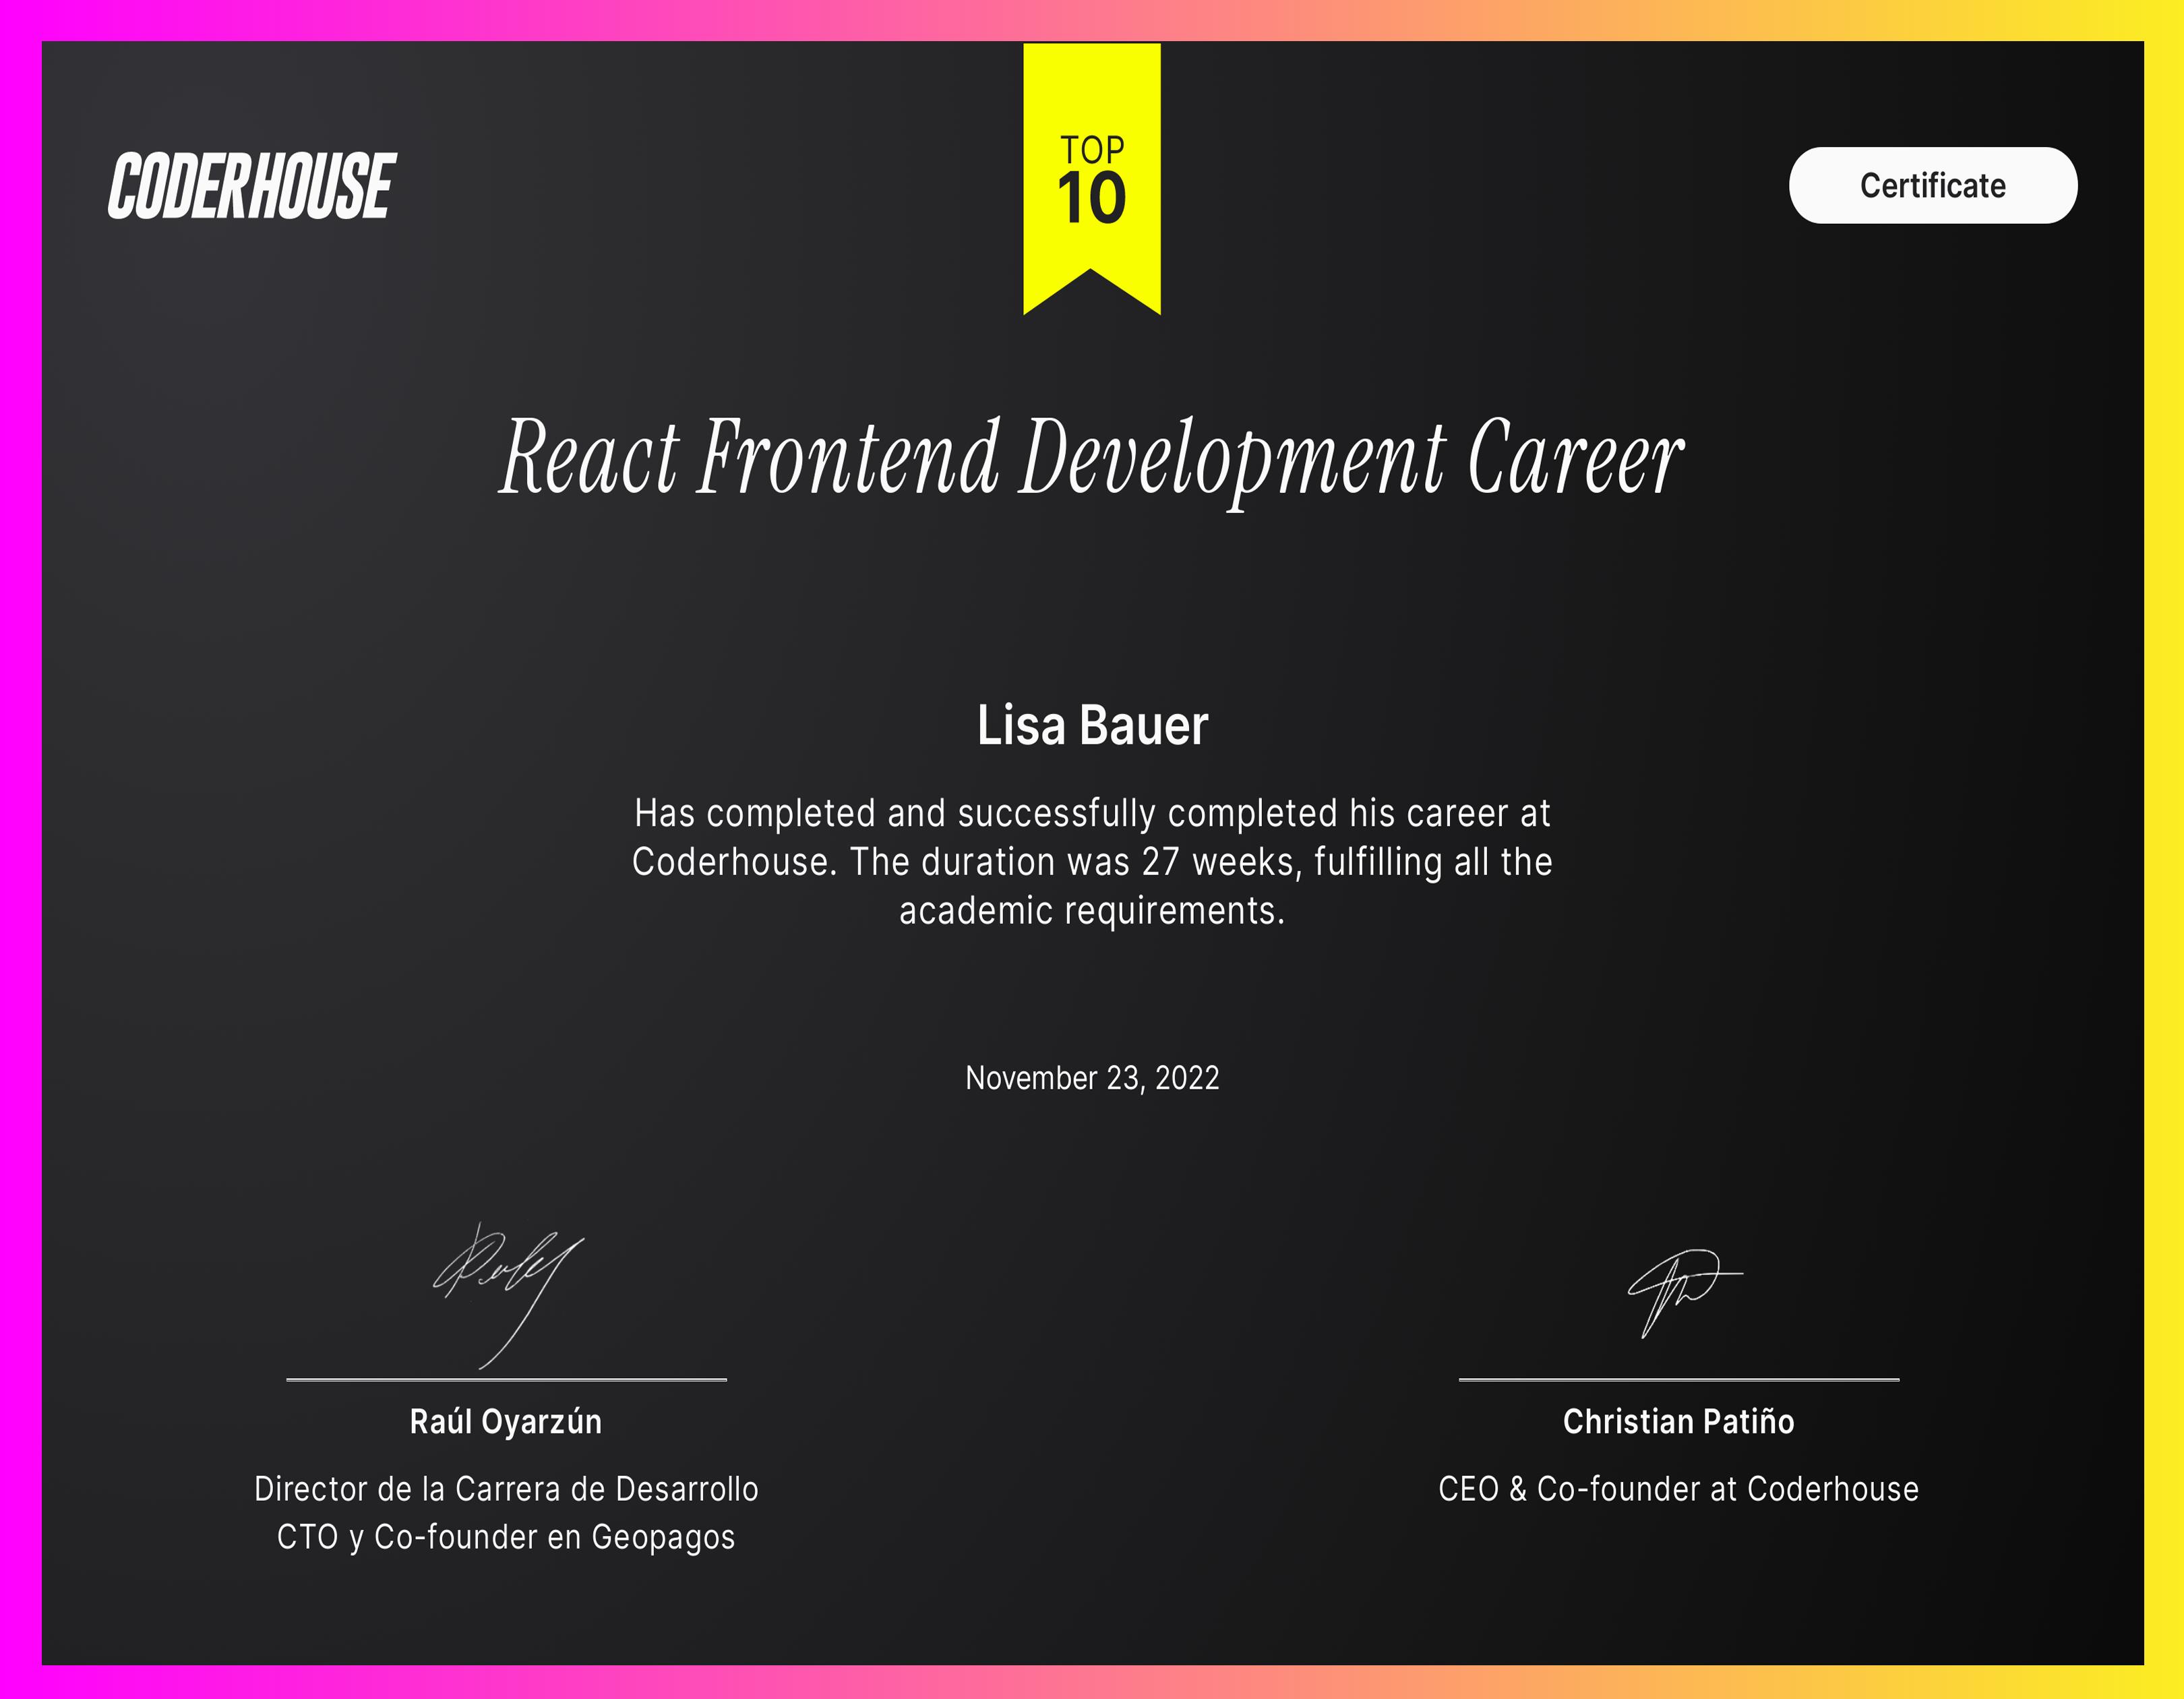 CODERHOUSE
TOP
10
Certificate
React Frontend Development Career
Lisa Bauer
Has completed and successfully completed his career at
Coderhouse. The duration was 27 weeks, fulfilling all the
academic requirements.
November 23, 2022
Raúl Oyarzún
Director de la Carrera de Desarrollo
CTO y Co-founder en Geopagos
Christian Patiño
CEO & Co-founder at Coderhouse